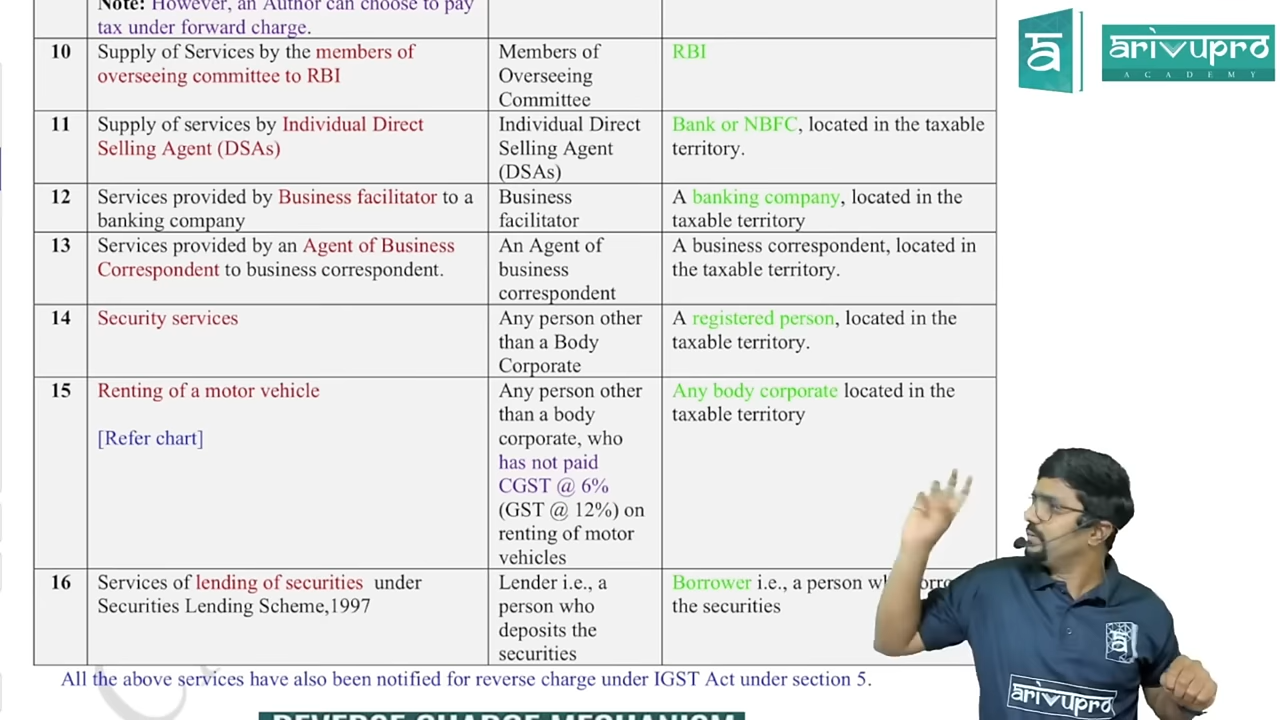 Note: However, an Author can choose to pay
tax under forward charge.
10 Supply of Services by the members of Members of RBI
overseeing committee to RBI Overseeing
Committee
11 Supply of services by Individual Direct Individual Direct Bank or NBFC, located in the taxable
Selling Agent (DSAs) Selling Agent territory.
(DSAs)
12 Services provided by Business facilitator to a Business A banking company, located in the
banking company facilitator taxable territory
13 Services provided by an Agent of Business An Agent of A business correspondent, located in
Correspondent to business correspondent. business the taxable territory.
correspondent
14 Security services Any person other A registered person, located in the
than a Body taxable territory.
Corporate
15 Renting of a motor vehicle Any person other Any body corporate located in the
than a body taxable territory
[Refer chart] corporate, who
has not paid
CGST @ 6%
(GST @ 12%) on
renting of motor
vehicles
16 Services of lending of securities under Lender i.e., a Borrower i.e., a person
Securities Lending Scheme,1997 person who the securities
deposits the
securities
All the above services have also been notified for reverse charge under IGST Act under section 5.
REVERSE CHARGE MECHANISM
arivupro
ACADEMY
arivupro